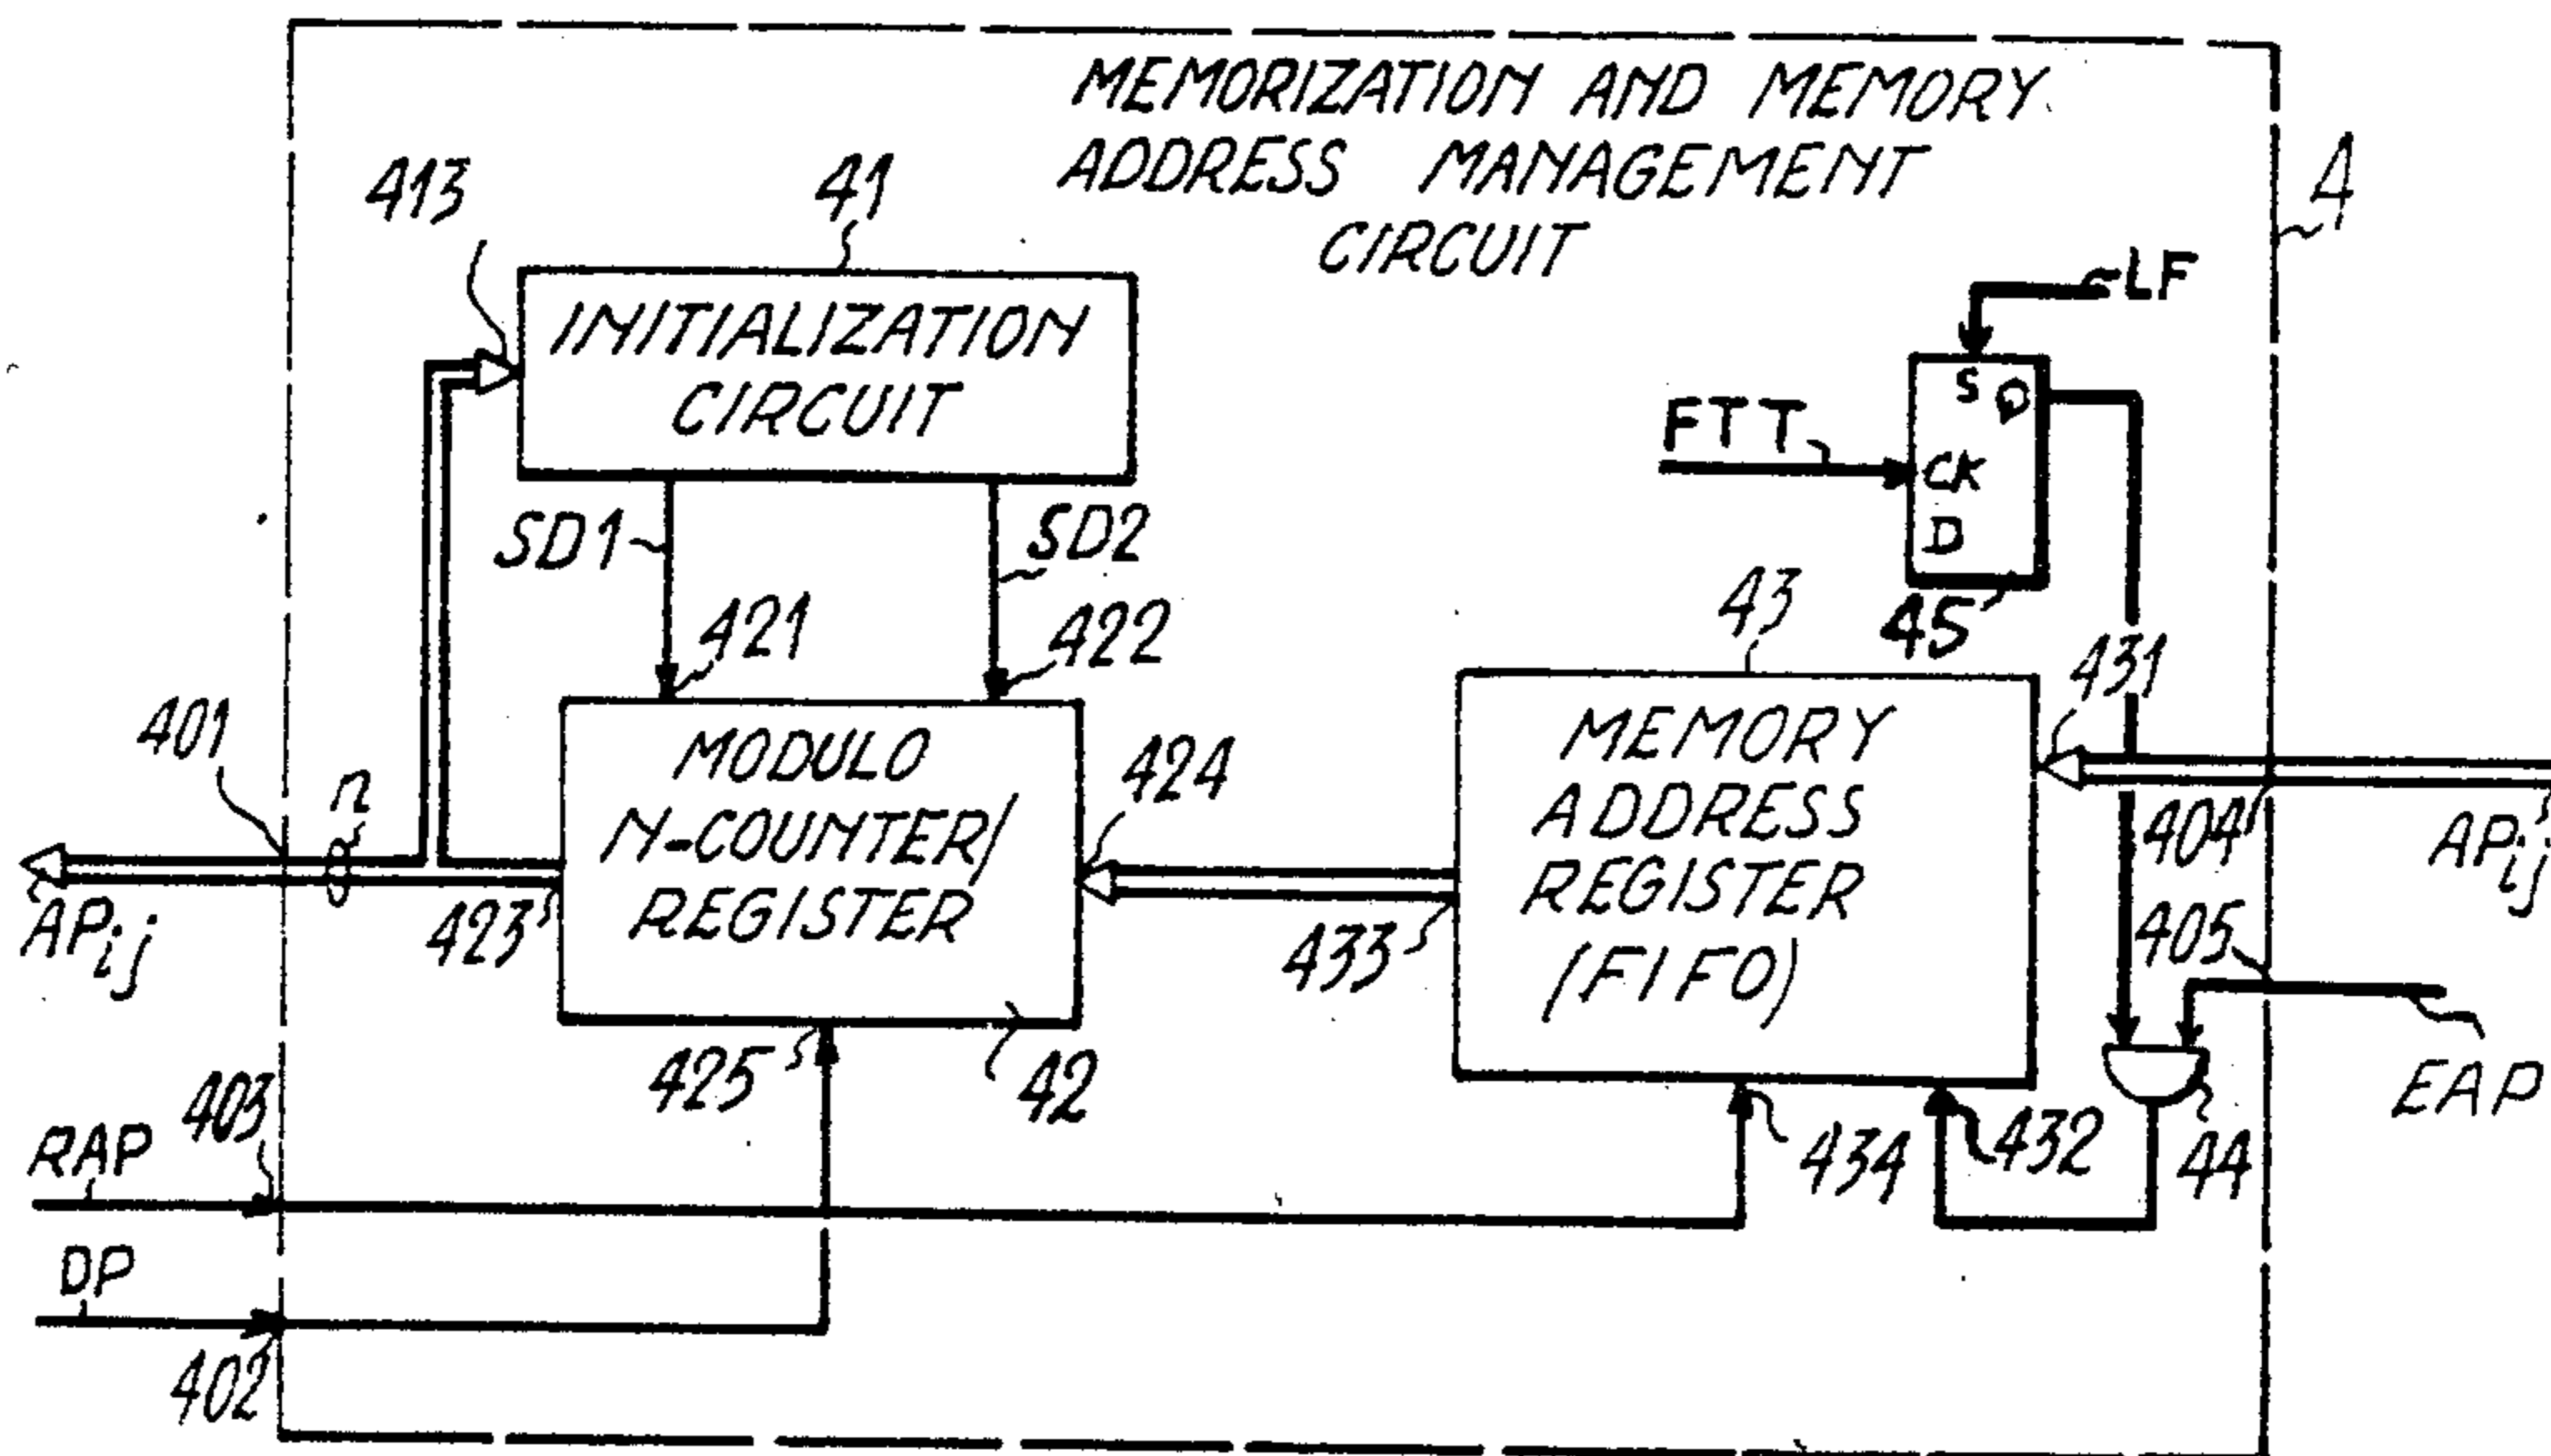 MEMORIZATION AND MEMORY
ADDRESS MANAGEMENT
CIRCUIT
4
413
41
INITIALIZATION
CIRCUIT
LF
S Q
CK
D
FTT
45
SD1
SD2
421
422
43
431
401
n
MODULO
N-COUNTER/
REGISTER
424
MEMORY
ADDRESS
REGISTER
(FIFO)
404
APij
APij
423
433
405
425
42
EAP
403
RAP
434
432
44
DP
402